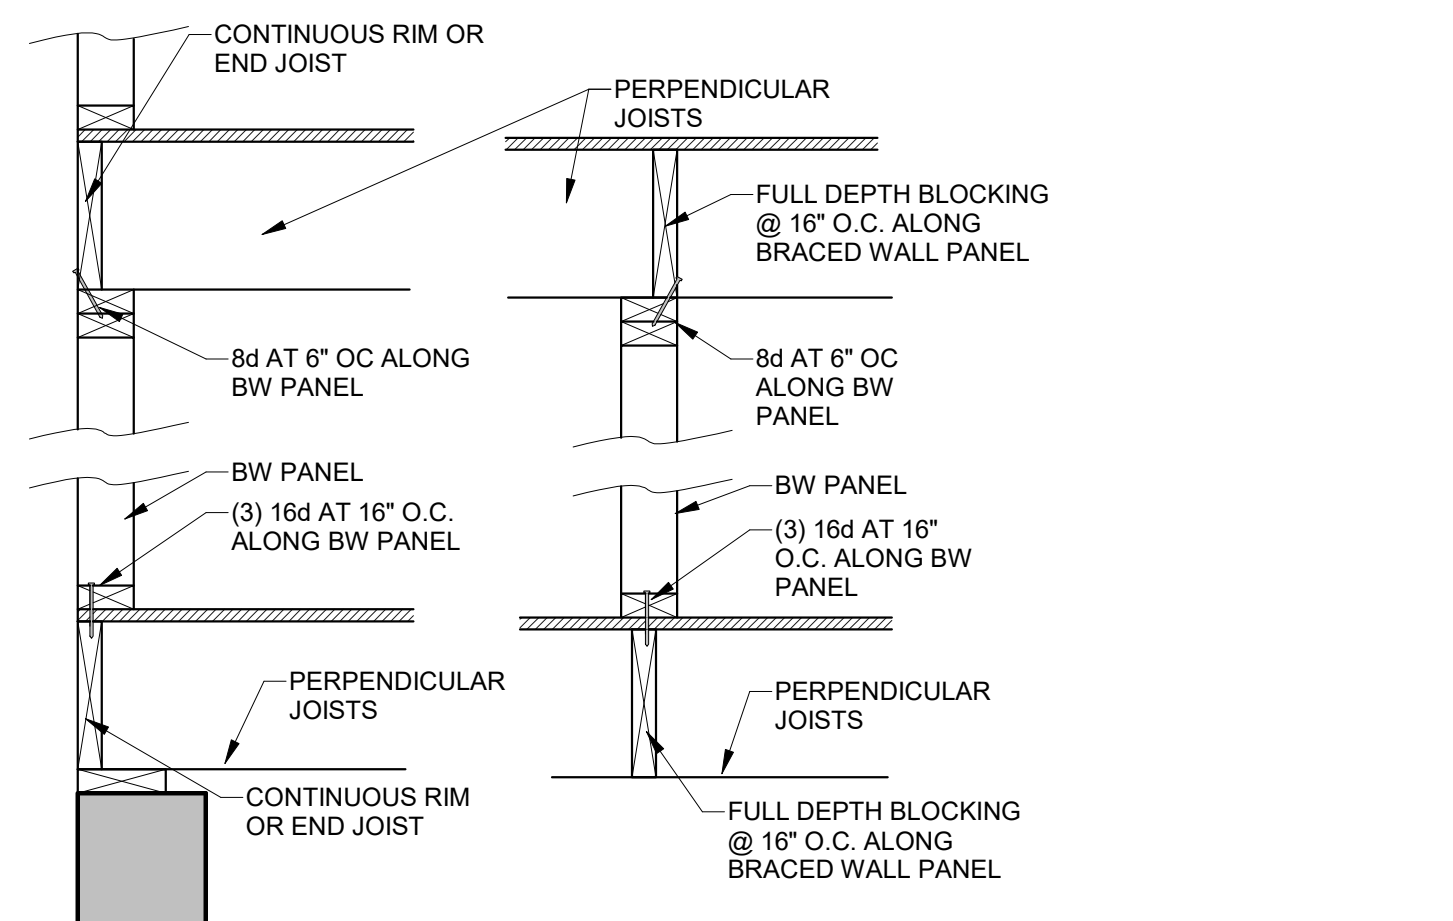 CONTINUOUS RIM OR
END JOIST
PERPENDICULAR
JOISTS
FULL DEPTH BLOCKING
@ 16" O.C. ALONG
BRACED WALL PANEL
8d AT 6" OC ALONG
BW PANEL
8d AT 6" OC
ALONG BW
PANEL
BW PANEL
(3) 16d AT 16" O.C.
ALONG BW PANEL
BW PANEL
(3) 16d AT 16"
O.C. ALONG BW
PANEL
PERPENDICULAR
JOISTS
PERPENDICULAR
JOISTS
CONTINUOUS RIM
OR END JOIST
FULL DEPTH BLOCKING
@ 16" O.C. ALONG
BRACED WALL PANEL